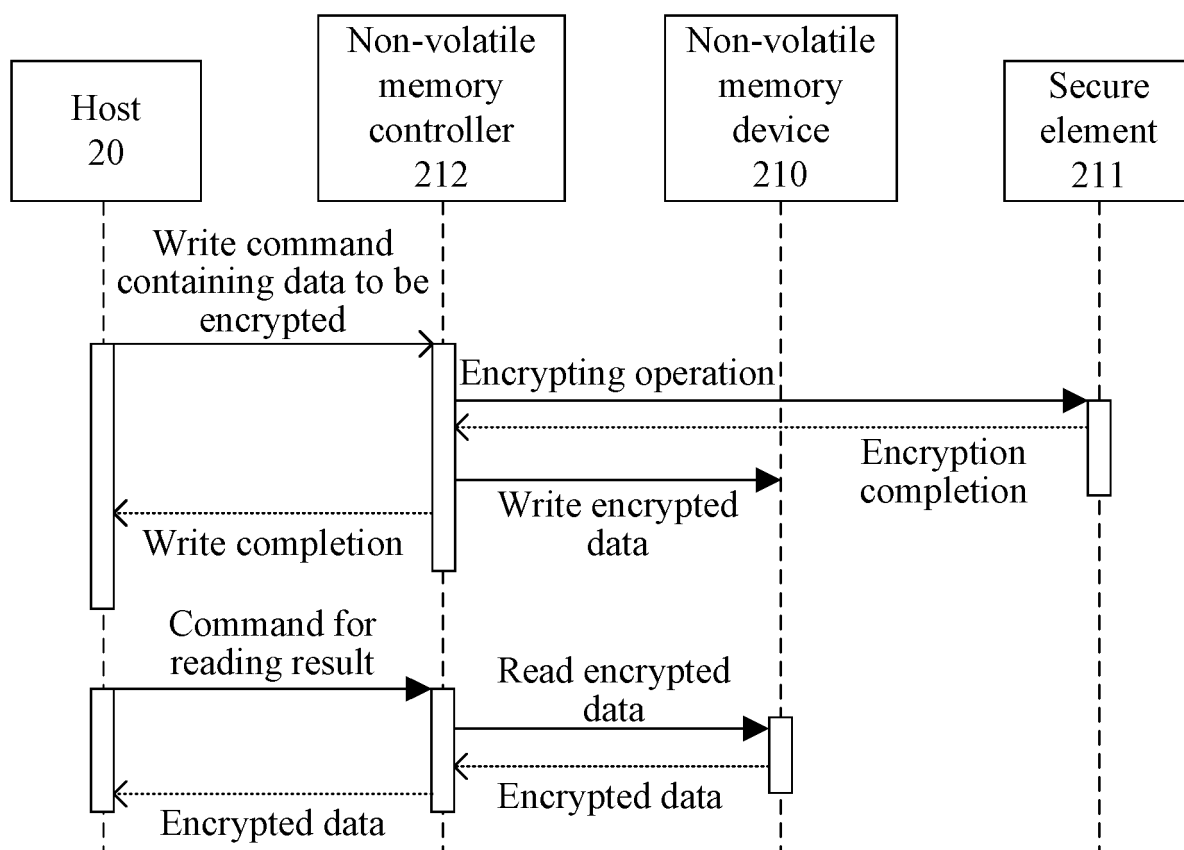 Host
20
Non-volatile
memory
controller
212
Non-volatile
memory
device
210
Secure
element
211
Write command
containing data to be
encrypted
Encrypting operation
Encryption
completion
Write encrypted
data
Write completion
Command for
reading result
Read encrypted
data
Encrypted data
Encrypted data